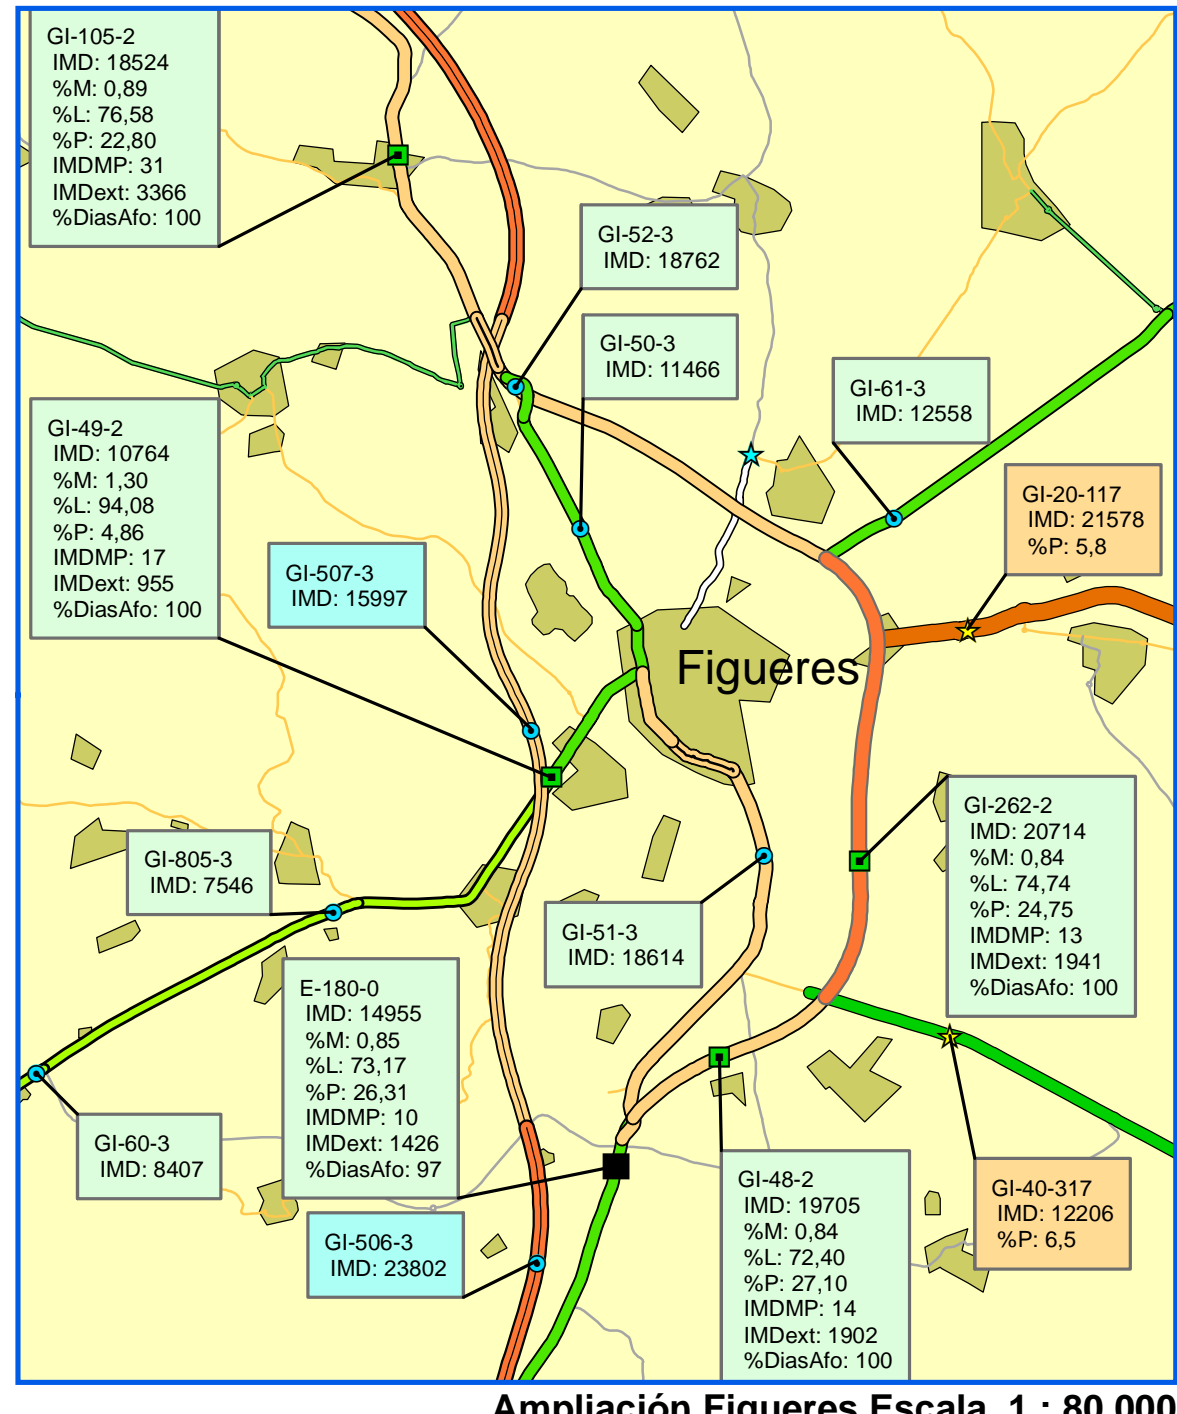 GI-105-2
IMD: 18524
%M: 0,89
%L: 76,58
%P: 22,80
IMDMP: 31
IMDext: 3366
%DiasAfo: 100
GI-52-3
IMD: 18762
GI-50-3
IMD: 11466
GI-61-3
IMD: 12558
GI-49-2
IMD: 10764
%M: 1,30
%L: 94,08
%P: 4,86
IMDMP: 17
IMDext: 955
%DiasAfo: 100
GI-20-117
IMD: 21578
%P: 5,8
GI-507-3
IMD: 15997
Figueres
GI-262-2
IMD: 20714
%M: 0,84
%L: 74,74
%P: 24,75
IMDMP: 13
IMDext: 1941
%DiasAfo: 100
GI-805-3
IMD: 7546
GI-51-3
IMD: 18614
E-180-0
IMD: 14955
%M: 0,85
%L: 73,17
%P: 26,31
IMDMP: 10
IMDext: 1426
%DiasAfo: 97
GI-60-3
IMD: 8407
GI-48-2
IMD: 19705
%M: 0,84
%L: 72,40
%P: 27,10
IMDMP: 14
IMDext: 1902
%DiasAfo: 100
GI-40-317
IMD: 12206
%P: 6,5
GI-506-3
IMD: 23802
Ampliación Figueres Escala 1 : 80.000